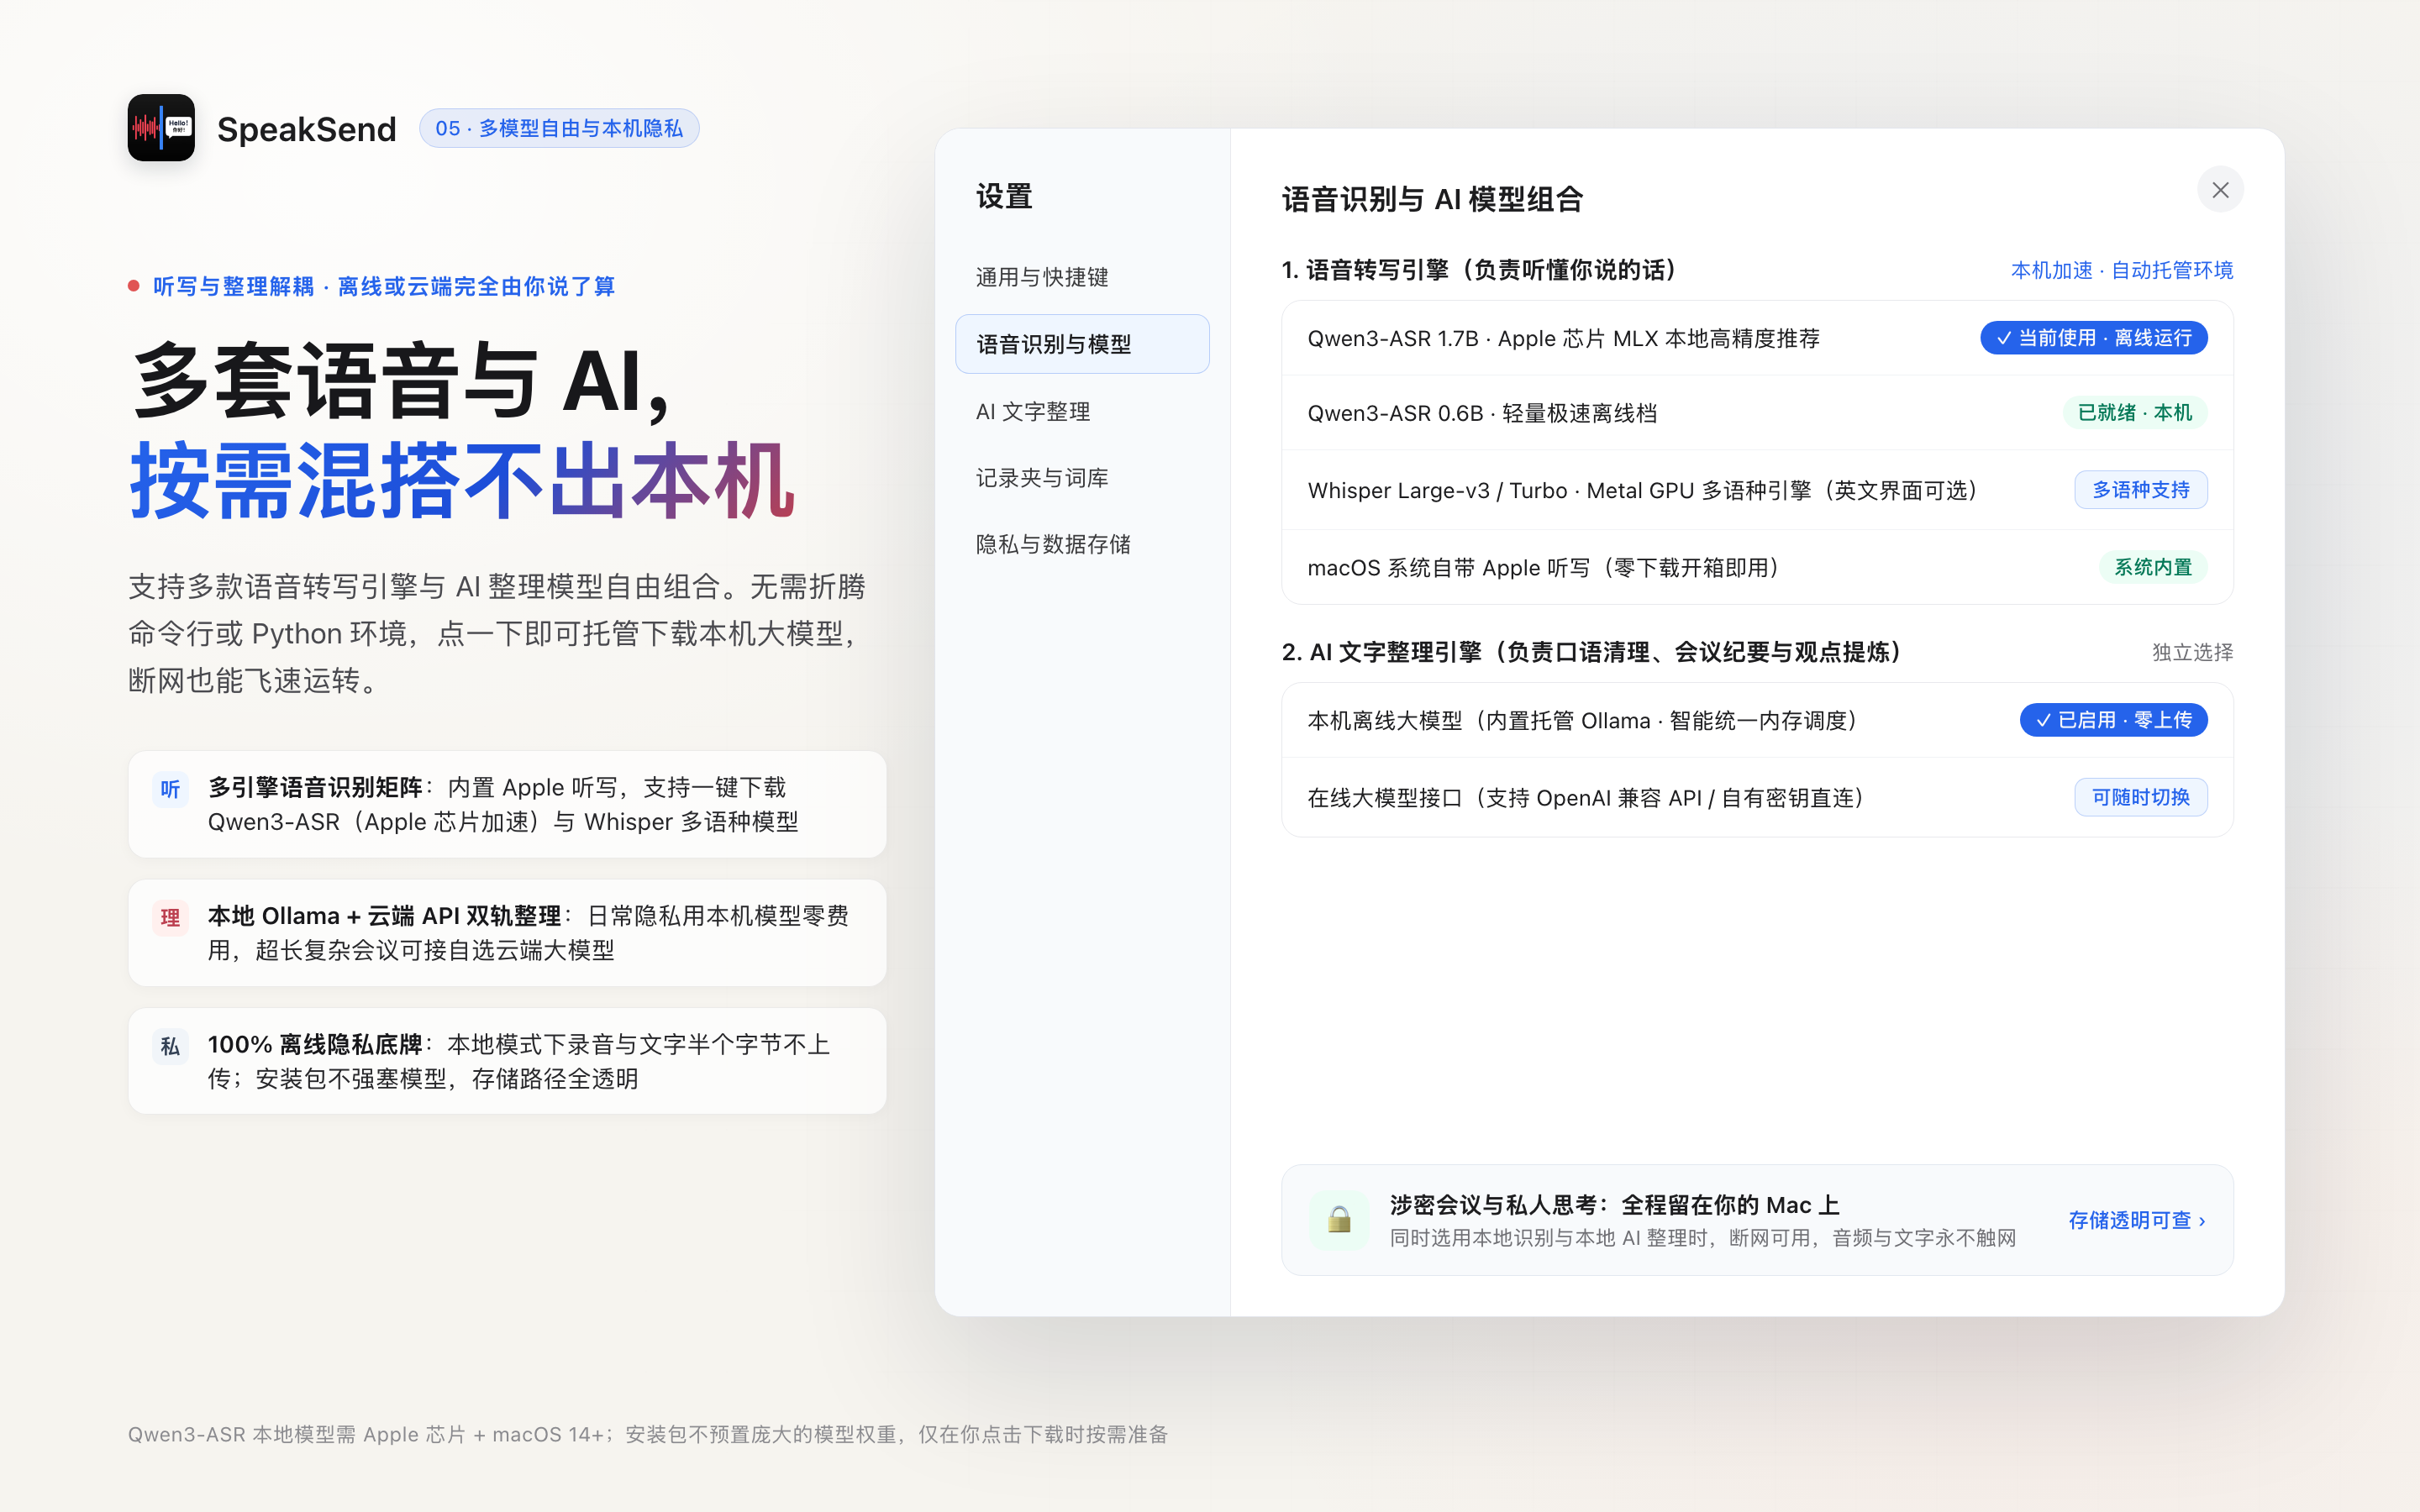 Hello!
你好!
SpeakSend
05 · 多模型自由与本机隐私
听写与整理解耦 · 离线或云端完全由你说了算
多套语音与 AI，
按需混搭不出本机
支持多款语音转写引擎与 AI 整理模型自由组合。无需折腾
命令行或 Python 环境，点一下即可托管下载本机大模型，
断网也能飞速运转。
听
多引擎语音识别矩阵：内置 Apple 听写，支持一键下载
Qwen3-ASR（Apple 芯片加速）与 Whisper 多语种模型
理
本地 Ollama + 云端 API 双轨整理：日常隐私用本机模型零费
用，超长复杂会议可接自选云端大模型
私
100% 离线隐私底牌：本地模式下录音与文字半个字节不上
传；安装包不强塞模型，存储路径全透明
设置
通用与快捷键
语音识别与模型
AI 文字整理
记录夹与词库
隐私与数据存储
语音识别与 AI 模型组合
1. 语音转写引擎（负责听懂你说的话）
本机加速 · 自动托管环境
Qwen3-ASR 1.7B · Apple 芯片 MLX 本地高精度推荐
✓ 当前使用 · 离线运行
Qwen3-ASR 0.6B · 轻量极速离线档
已就绪 · 本机
Whisper Large-v3 / Turbo · Metal GPU 多语种引擎（英文界面可选）
多语种支持
macOS 系统自带 Apple 听写（零下载开箱即用）
系统内置
2. AI 文字整理引擎（负责口语清理、会议纪要与观点提炼）
独立选择
本机离线大模型（内置托管 Ollama · 智能统一内存调度）
✓ 已启用 · 零上传
在线大模型接口（支持 OpenAI 兼容 API / 自有密钥直连）
可随时切换
涉密会议与私人思考：全程留在你的 Mac 上
同时选用本地识别与本地 AI 整理时，断网可用，音频与文字永不触网
存储透明可查 ›
Qwen3-ASR 本地模型需 Apple 芯片 + macOS 14+；安装包不预置庞大的模型权重，仅在你点击下载时按需准备